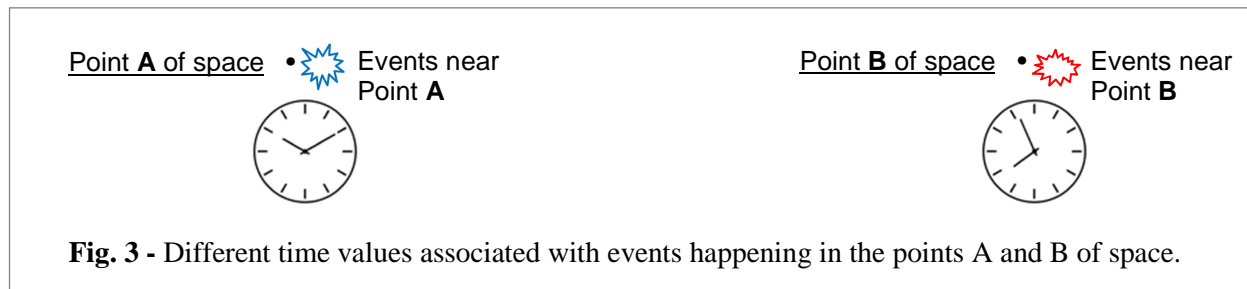 Point A of space • Events near
Point A
Point B of space • Events near
Point B
Fig. 3 - Different time values associated with events happening in the points A and B of space.